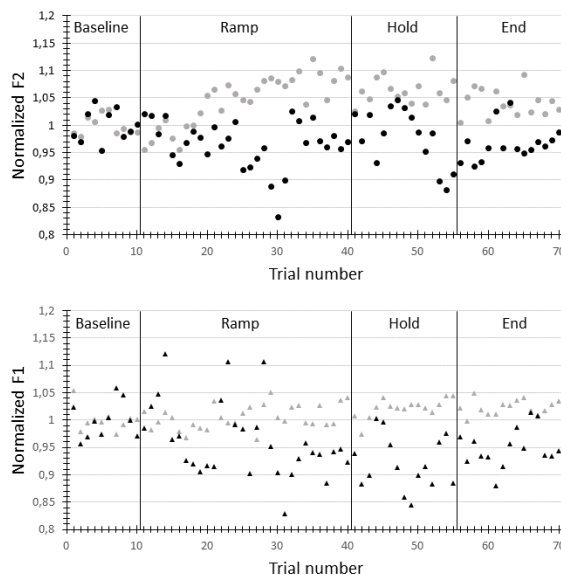 Normalized F2
1,2
1,15
1,1
1,05
1
0,95
0,9
0,85
0,8
Baseline Ramp Hold End
0 10 20 30 40 50 60 70
Trial number
Normalized F1
1,2
1,15
1,1
1,05
1
0,95
0,9
0,85
0,8
Baseline Ramp Hold End
0 10 20 30 40 50 60 70
Trial number